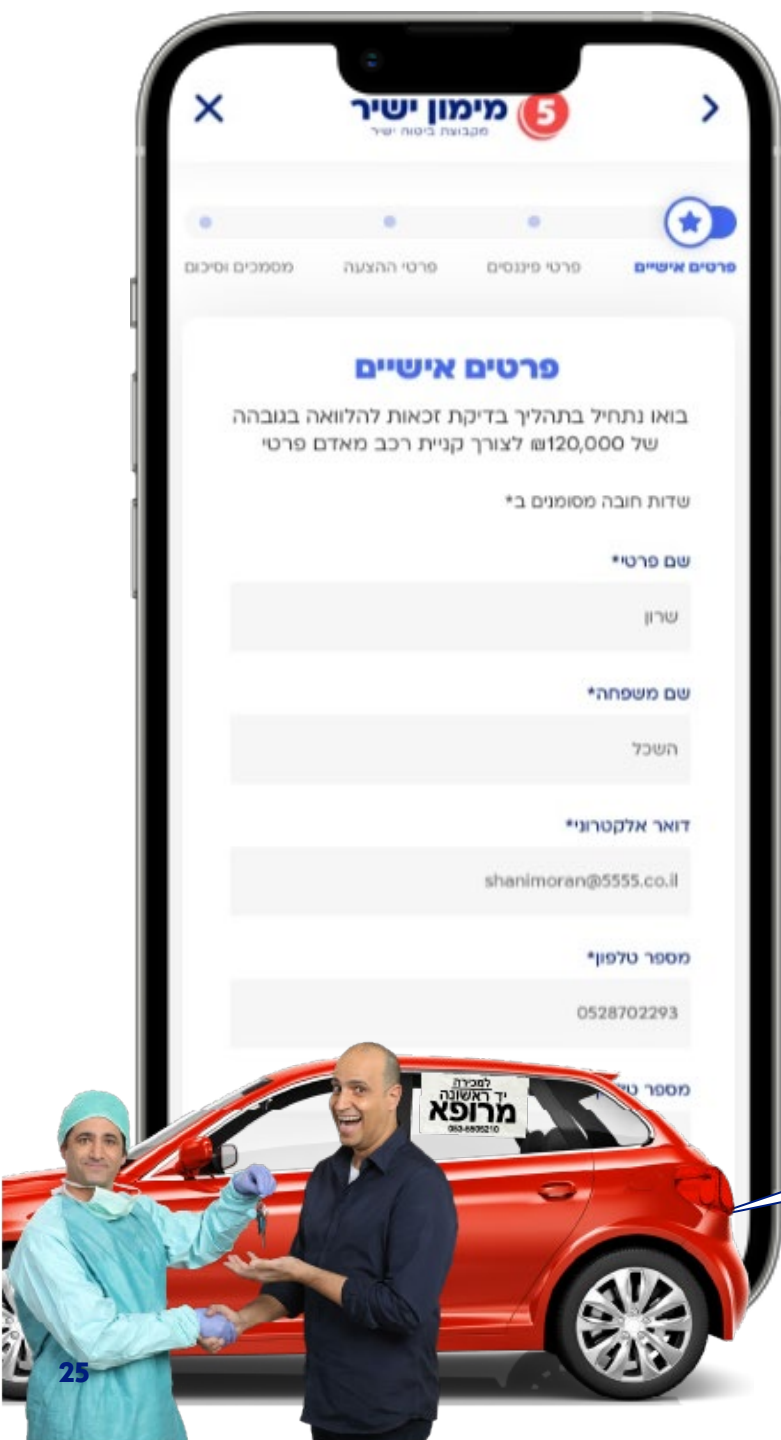 מימון ישיר 5
מקבוצת ביטוח ישיר
פרטים אישיים
פרטי פיננסים
פרטי ההצעה
מסמכים וסיכום
פרטים אישיים
בואו נתחיל בתהליך בדיקת זכאות להלוואה בגובהה
של 120,000₪ לצורך קניית רכב מאדם פרטי
שדות חובה מסומנים ב*
שם פרטי*
שרון
שם משפחה*
השכל
דואר אלקטרוני*
shanimoran@5555.co.il
מספר טלפון*
0528702293
מספר
למכירה
יד ראשונה
מרופא
25